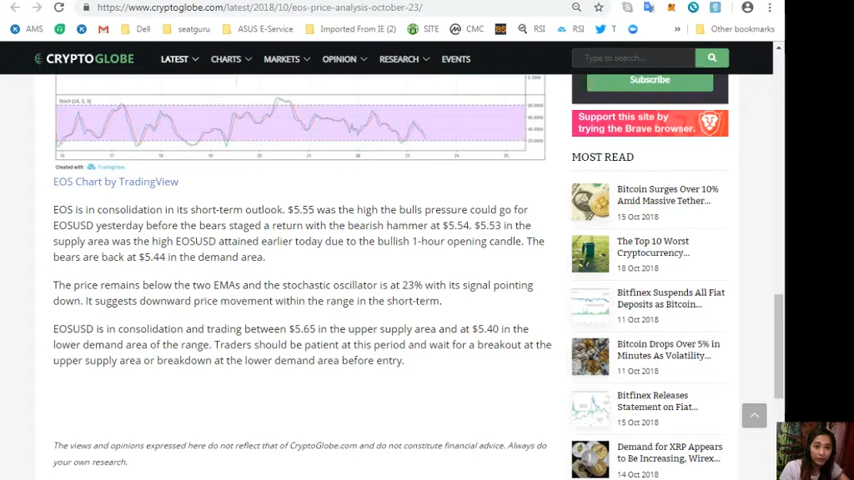 https://www.cryptoglobe.com/latest/2018/10/eos-price-analysis-october-23/
AMS
Dell
seatguru
ASUS E-Service
Imported From IE (2)
SITE
CMC
BS
RSI
RSI
T
»
Other bookmarks
CRYPTOGLOBE
LATEST
CHARTS
MARKETS
OPINION
RESEARCH
EVENTS
Type to search...
Subscribe
Support this site by
trying the Brave browser.
MOST READ
Bitcoin Surges Over 10%
Amid Massive Tether...
15 Oct 2018
The Top 10 Worst
Cryptocurrency...
18 Oct 2018
Bitfinex Suspends All Fiat
Deposits as Bitcoin...
11 Oct 2018
Bitcoin Drops Over 5% in
Minutes As Volatility...
11 Oct 2018
Bitfinex Releases
Statement on Fiat...
15 Oct 2018
Demand for XRP Appears
to Be Increasing, Wirex...
14 Oct 2018
Created with TradingView
EOS Chart by TradingView
EOS is in consolidation in its short-term outlook. $5.55 was the high the bulls pressure could go for
EOSUSD yesterday before the bears staged a return with the bearish hammer at $5.54. $5.53 in the
supply area was the high EOSUSD attained earlier today due to the bullish 1-hour opening candle. The
bears are back at $5.44 in the demand area.
The price remains below the two EMAs and the stochastic oscillator is at 23% with its signal pointing
down. It suggests downward price movement within the range in the short-term.
EOSUSD is in consolidation and trading between $5.65 in the upper supply area and at $5.40 in the
lower demand area of the range. Traders should be patient at this period and wait for a breakout at the
upper supply area or breakdown at the lower demand area before entry.
The views and opinions expressed here do not reflect that of CryptoGlobe.com and do not constitute financial advice. Always do
your own research.